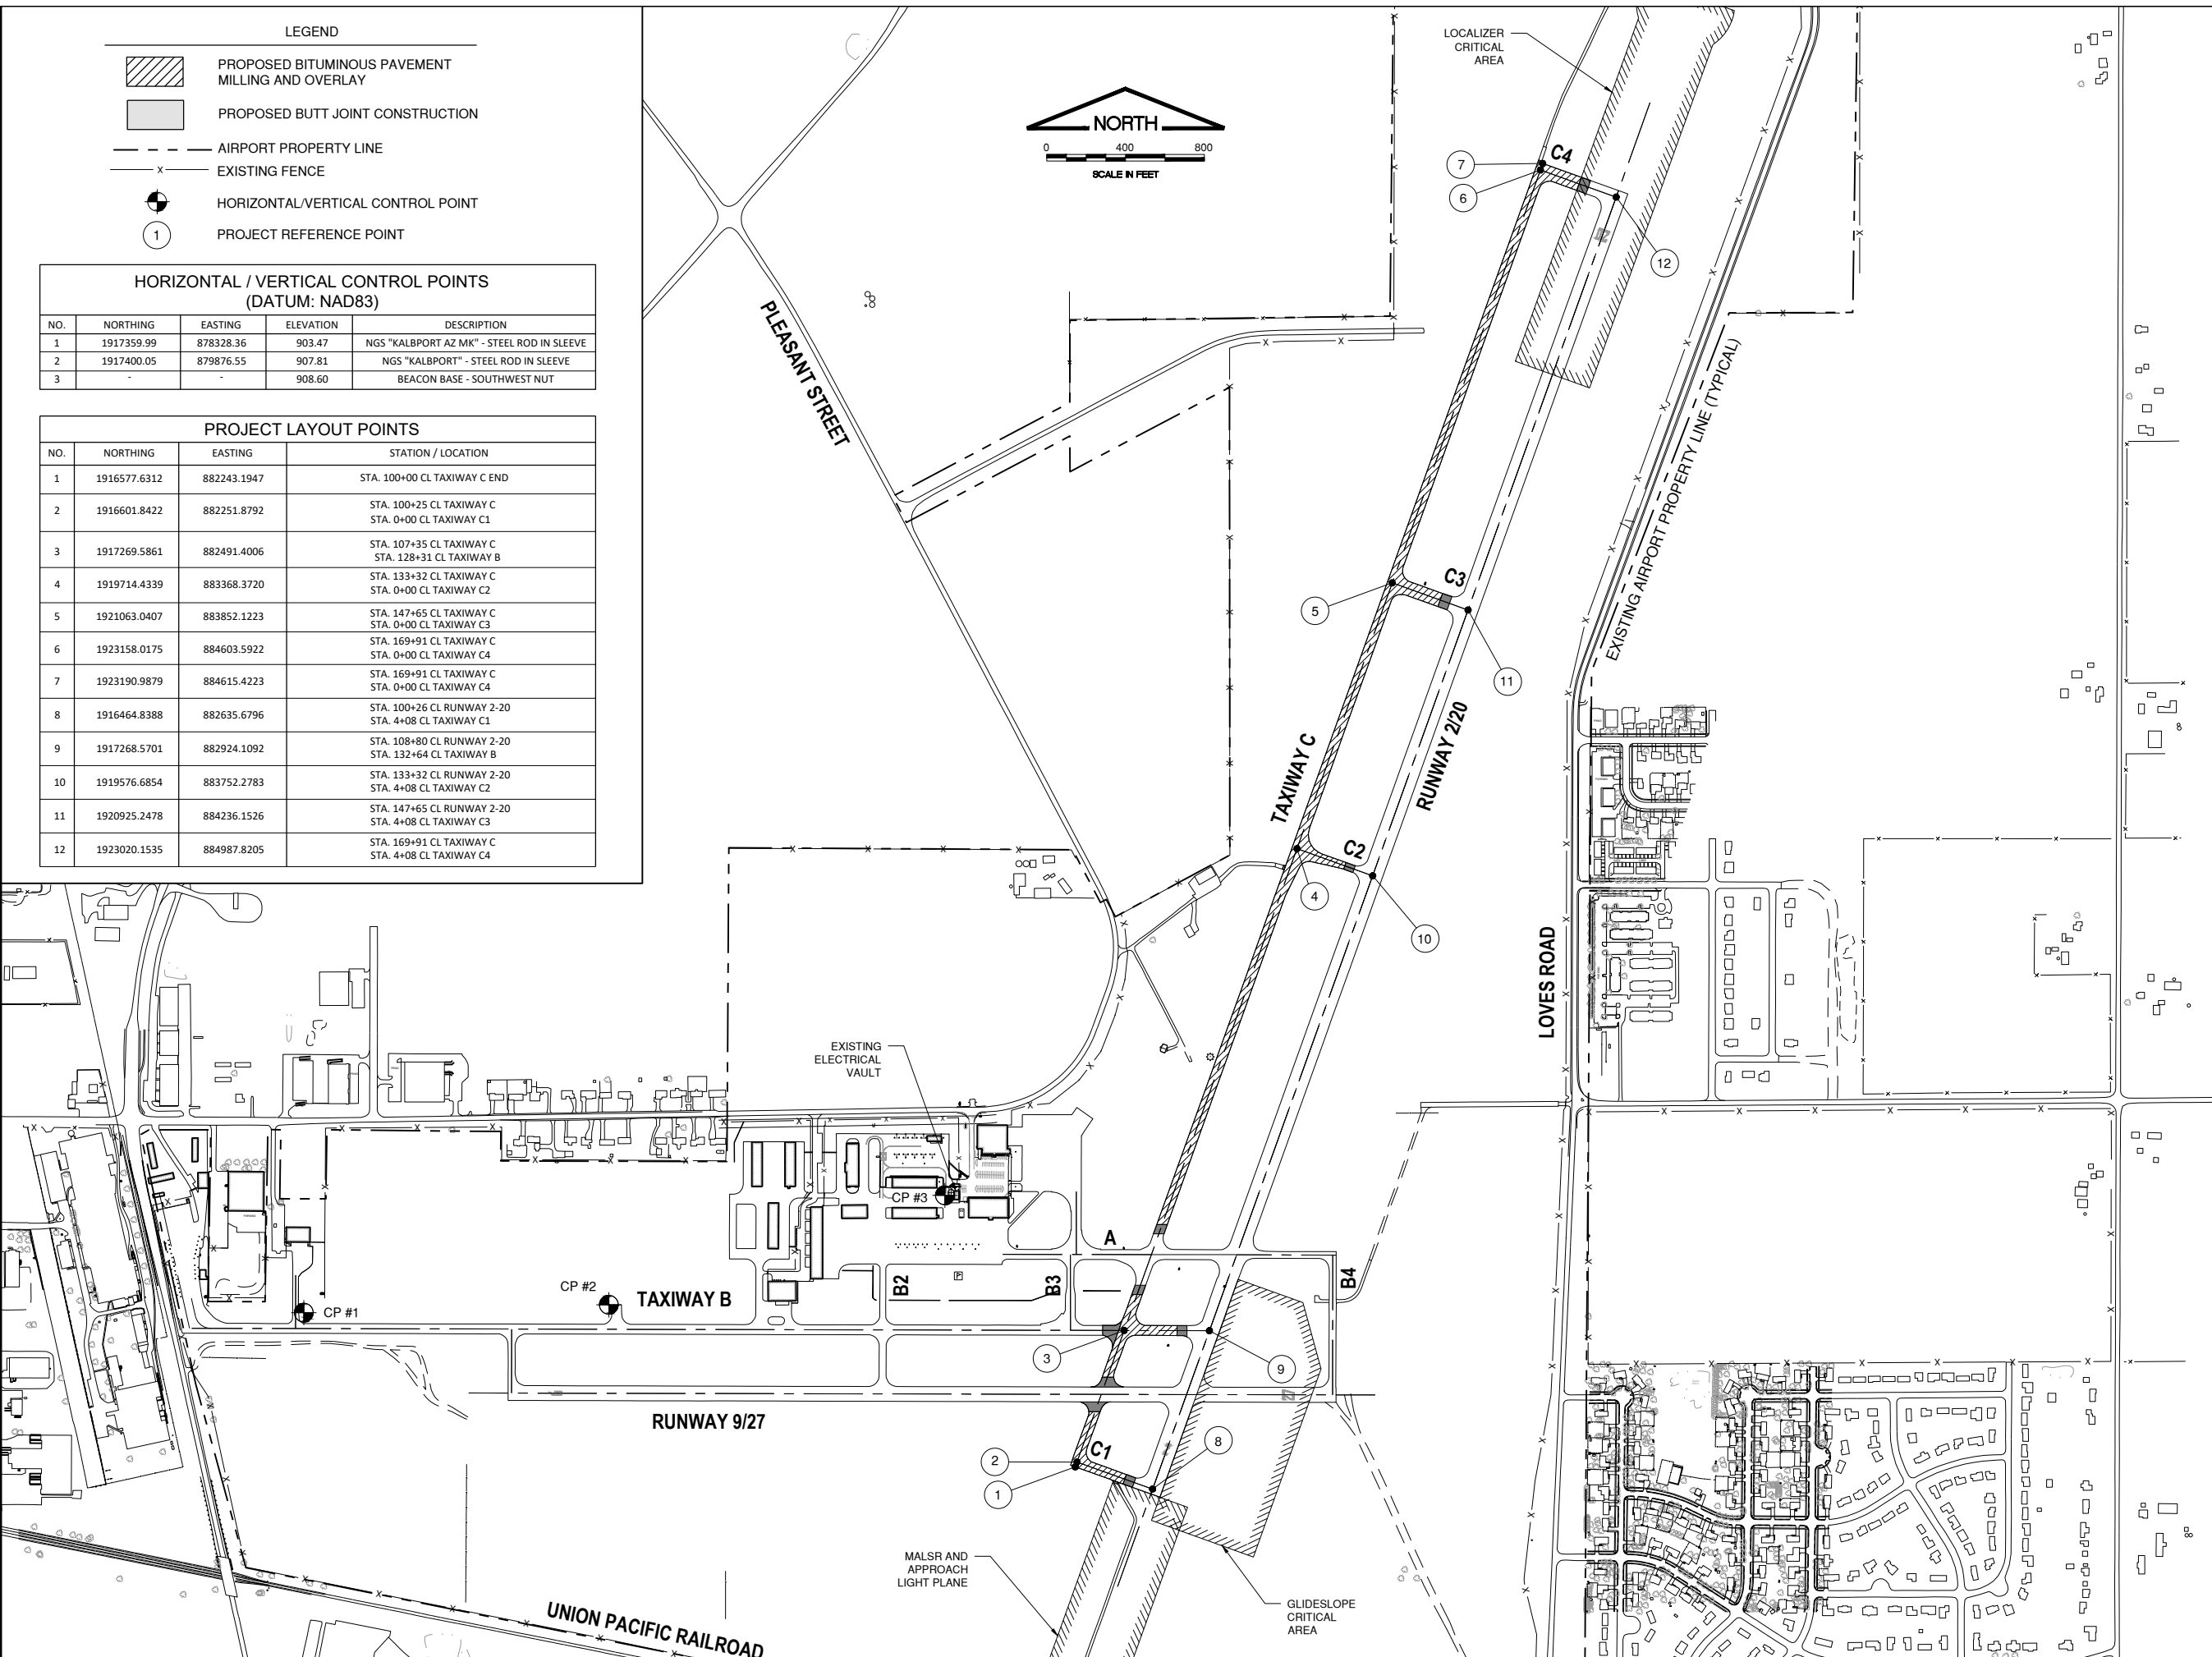 LEGEND
PROPOSED BITUMINOUS PAVEMENT
MILLING AND OVERLAY
PROPOSED BUTT JOINT CONSTRUCTION
AIRPORT PROPERTY LINE
EXISTING FENCE
HORIZONTAL/VERTICAL CONTROL POINT
1 PROJECT REFERENCE POINT
HORIZONTAL / VERTICAL CONTROL POINTS
(DATUM: NAD83)
NO. NORTHING EASTING ELEVATION DESCRIPTION
1 1917359.99 878328.36 903.47 NGS "KALBPORT AZ MK" - STEEL ROD IN SLEEVE
2 1917400.05 879876.55 907.81 NGS "KALBPORT" - STEEL ROD IN SLEEVE
3 - - 908.60 BEACON BASE - SOUTHWEST NUT
PROJECT LAYOUT POINTS
NO. NORTHING EASTING STATION / LOCATION
1 1916577.6312 882243.1947 STA. 100+00 CL TAXIWAY C END
2 1916601.8422 882251.8792 STA. 100+25 CL TAXIWAY C
STA. 0+00 CL TAXIWAY C1
3 1917269.5861 882491.4006 STA. 107+35 CL TAXIWAY C
STA. 128+31 CL TAXIWAY B
4 1919714.4339 883368.3720 STA. 133+32 CL TAXIWAY C
STA. 0+00 CL TAXIWAY C2
5 1921063.0407 883852.1223 STA. 147+65 CL TAXIWAY C
STA. 0+00 CL TAXIWAY C3
6 1923158.0175 884603.5922 STA. 169+91 CL TAXIWAY C
STA. 0+00 CL TAXIWAY C4
7 1923190.9879 884615.4223 STA. 169+91 CL TAXIWAY C
STA. 0+00 CL TAXIWAY C4
8 1916464.8388 882635.6796 STA. 100+26 CL RUNWAY 2-20
STA. 4+08 CL TAXIWAY C1
9 1917268.5701 882924.1092 STA. 108+80 CL RUNWAY 2-20
STA. 132+64 CL TAXIWAY B
10 1919576.6854 883752.2783 STA. 133+32 CL RUNWAY 2-20
STA. 4+08 CL TAXIWAY C2
11 1920925.2478 884236.1526 STA. 147+65 CL RUNWAY 2-20
STA. 4+08 CL TAXIWAY C3
12 1923020.1535 884987.8205 STA. 169+91 CL TAXIWAY C
STA. 4+08 CL TAXIWAY C4
NORTH
0 400 800
SCALE IN FEET
LOCALIZER
CRITICAL
AREA
C4
7
6
12
PLEASANT STREET
EXISTING AIRPORT PROPERTY LINE (TYPICAL)
C3
5
11
RUNWAY 2/20
TAXIWAY C
C2
4
10
LOVES ROAD
EXISTING
ELECTRICAL
VAULT
CP #3
A
B2
B3
B4
CP #2
CP #1
TAXIWAY B
3
9
27
RUNWAY 9/27
C1
8
2
1
MALSR AND
APPROACH
LIGHT PLANE
GLIDESLOPE
CRITICAL
AREA
UNION PACIFIC RAILROAD